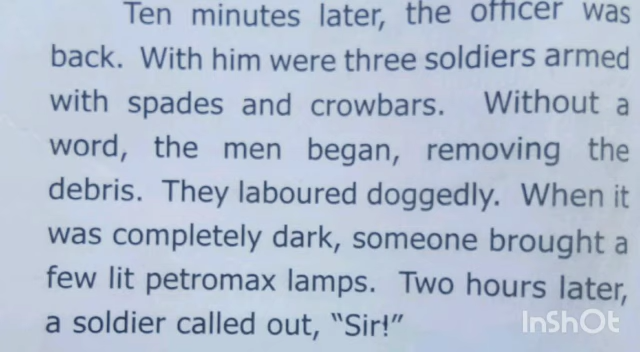 Ten minutes later, the officer was
back. With him were three soldiers armed
with spades and crowbars. Without a
word, the men began, removing the
debris. They laboured doggedly. When it
was completely dark, someone brought a
few lit petromax lamps. Two hours later,
a soldier called out, “Sir!”
InShOt